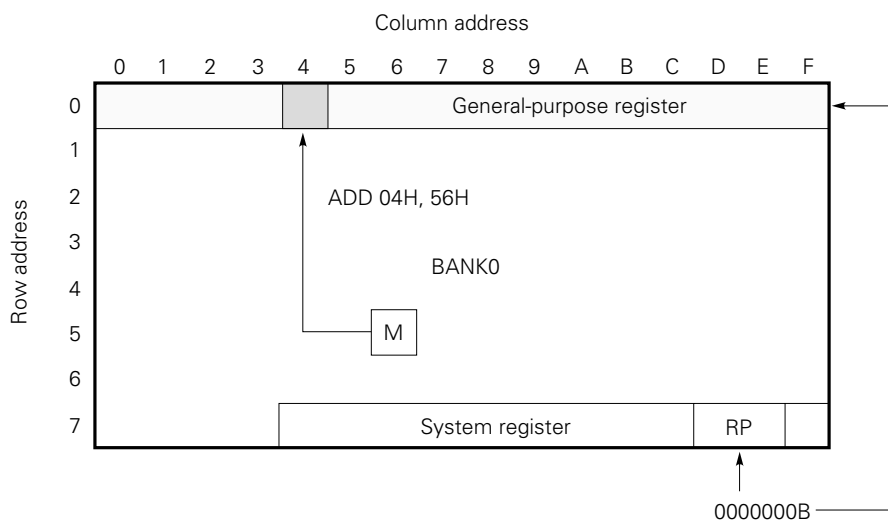 Column address
0 1 2 3 4 5 6 7 8 9 A B C D E F
0 General-purpose register
1
2 ADD 04H, 56H
3
BANK0
4
Row address
5 M
6
7 System register RP
0000000B